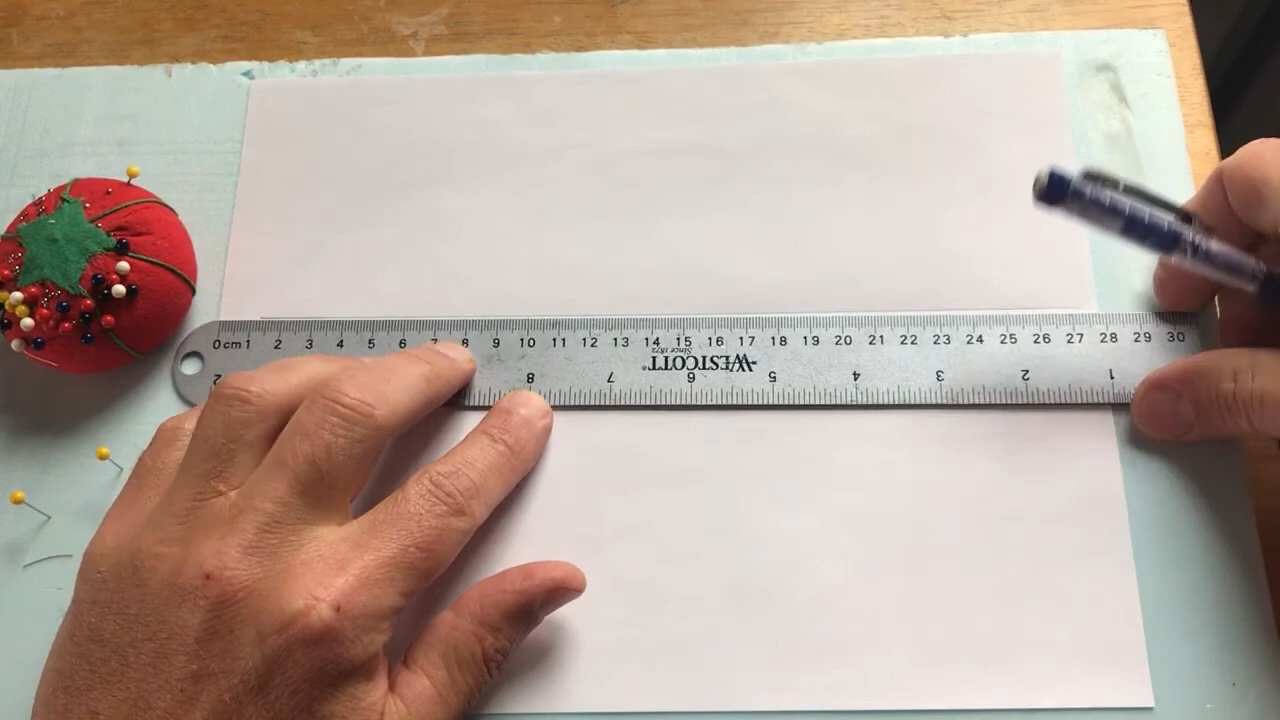 0 cm 1 2 3 4 5 6 7 8 9 10 11 12 13 14 15 16 17 18 19 20 21 22 23 24 25 26 27 28 29 30
WESTCOTT
Since 1872
1 2 3 4 5 6 7 8